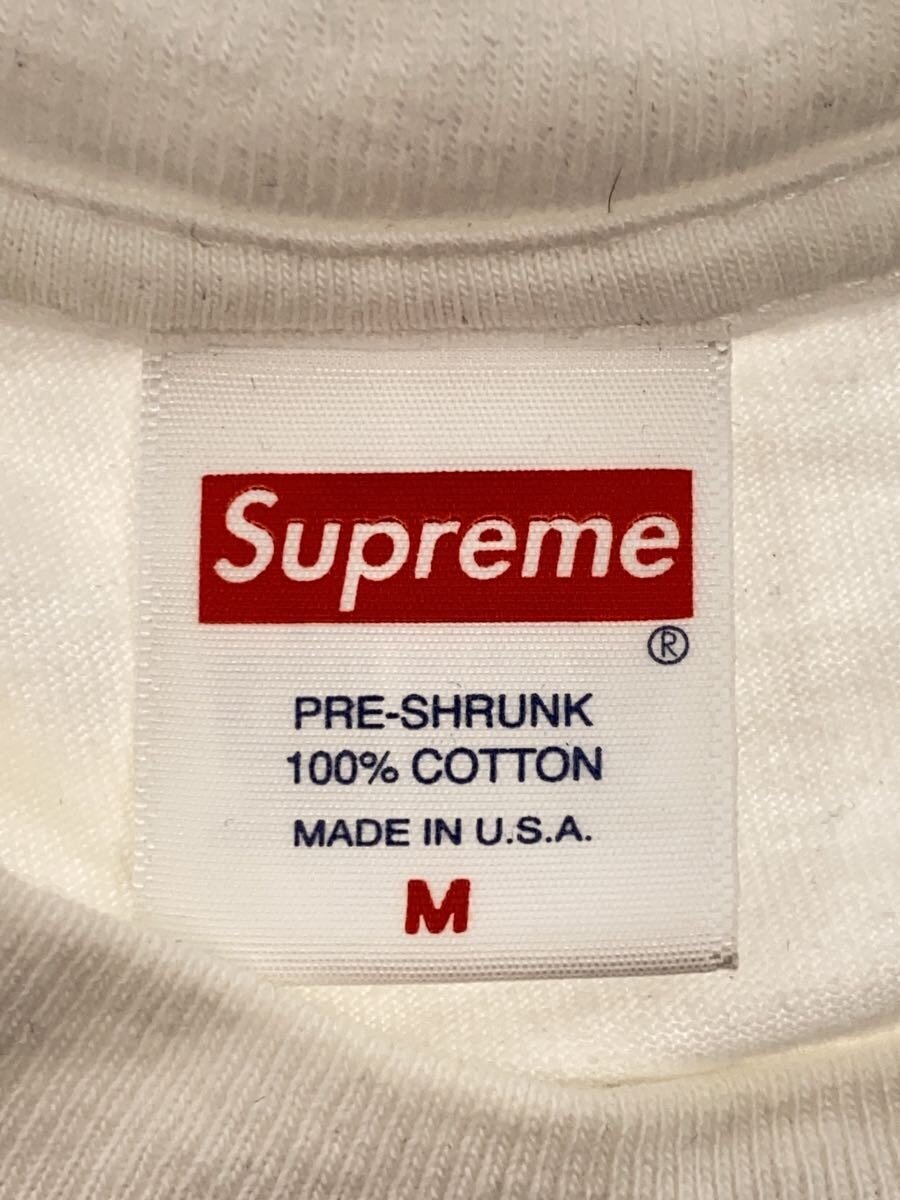 Supreme
®
PRE-SHRUNK
100% COTTON
MADE IN U.S.A.
M